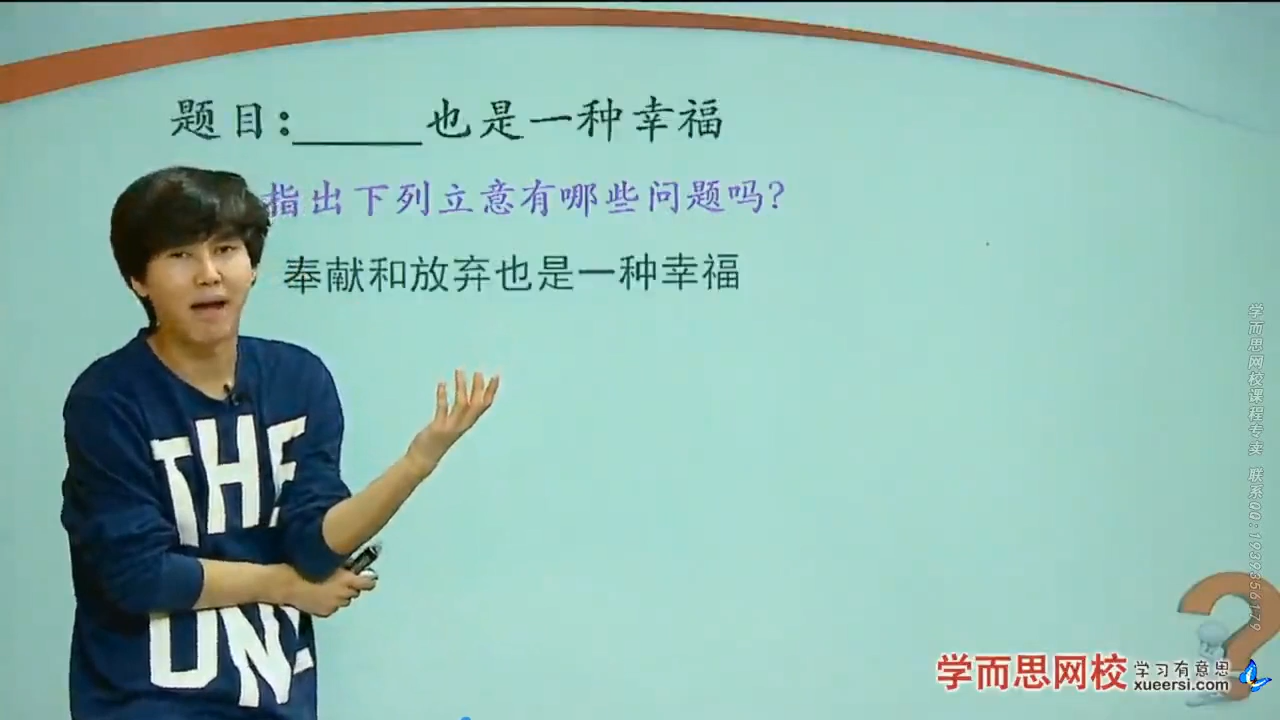 题目:_____也是一种幸福
指出下列立意有哪些问题吗?
奉献和放弃也是一种幸福
THE
ONE
学而思网校课程专卖 联系QQ:1939856179
学而思网校 学习有意思
xueersi.com